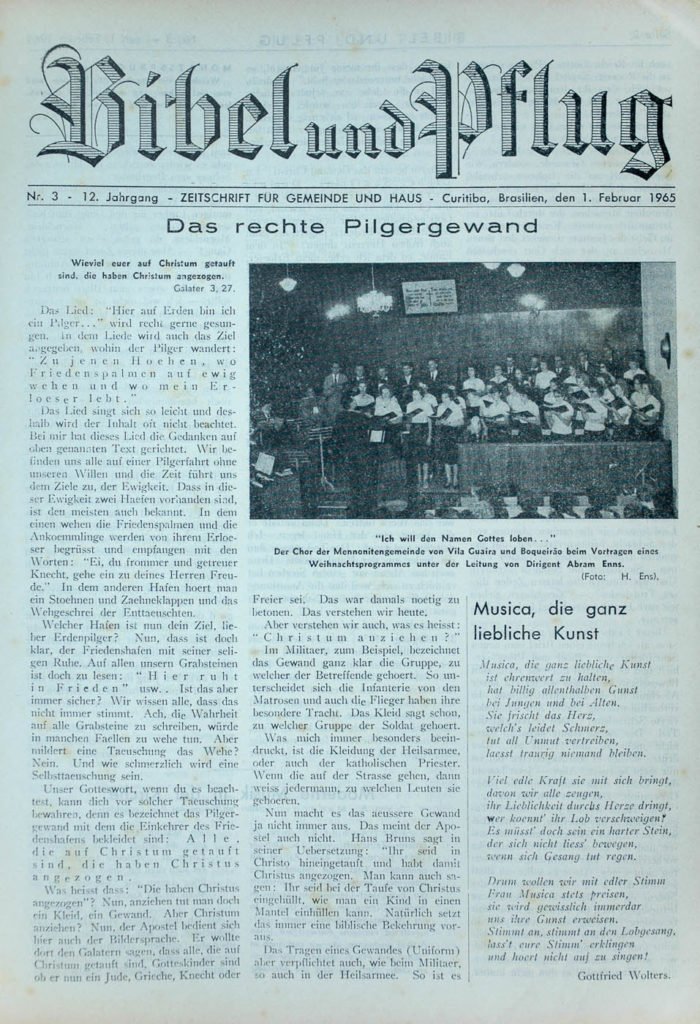 Bibel und Pflug
Nr. 3 - 12. Jahrgang - ZEITSCHRIFT FÜR GEMEINDE UND HAUS - Curitiba, Brasilien, den 1. Februar 1965
Das rechte Pilgergewand
Wieviel euer auf Christum getauft
sind, die haben Christum angezogen.
Galater 3, 27.
Das Lied: "Hier auf Erden bin ich
ein Pilger..." wird recht gerne gesun-
gen. In dem Liede wird auch das Ziel
angegeben, wohin der Pilger wandert:
"Zu jenen Hoehen, wo
Friedenspalmen auf ewig
wehen und wo mein Er-
loeser lebt."
Das Lied singt sich so leicht und des-
halb wird der Inhalt oft nicht beachtet.
Bei mir hat dieses Lied die Gedanken auf
oben genannten Text gerichtet. Wir be-
finden uns alle auf einer Pilgerfahrt ohne
unseren Willen und die Zeit führt uns
dem Ziele zu, der Ewigkeit. Dass in die-
ser Ewigkeit zwei Haefen vorhanden sind,
ist den meisten auch bekannt. In dem
einen wehen die Friedenspalmen und die
Ankoemmlinge werden von ihrem Erloe-
ser begrüsst und empfangen mit den
Worten: "Ei, du frommer und getreuer
Knecht, gehe ein zu deines Herren Freu-
de." In dem anderen Hafen hoert man
ein Stoehnen und Zaehneklappen und das
Wehgeschrei der Enttaeuschten.
Welcher Hafen ist nun dein Ziel, lie-
ber Erdenpilger? Nun, dass ist doch
klar, der Friedenshafen mit seiner seli-
gen Ruhe. Auf allen unsern Grabsteinen
ist doch zu lesen: "Hier ruht
in Frieden" usw.. Ist das aber
immer sicher? Wir wissen alle, dass das
nicht immer stimmt. Ach, die Wahrheit
auf alle Grabsteine zu schreiben, würde
in manchen Faellen zu wehe tun. Aber
mildert eine Taeuschung das Wehe?
Nein. Und wie schmerzlich wird eine
Selbsttaeuschung sein.
Unser Gotteswort, wenn du es beach-
test, kann dich vor solcher Taeuschung
bewahren, denn es bezeichnet das Pilger-
gewand mit dem die Einkehrer des Frie-
denshafens bekleidet sind: Alle,
die auf Christum getauft
sind, die haben Christus
angezogen.
Was heisst dass: "Die haben Christus
angezogen"? Nun, anziehen tut man doch
ein Kleid, ein Gewand. Aber Christum
anziehen? Nun, der Apostel bedient sich
hier auch der Bildersprache. Er wollte
dort den Galatern sagen, dass alle, die auf
Christum getauft sind, Gotteskinder sind
ob er nun ein Jude, Grieche, Knecht oder
"Ich will den Namen Gottes loben..."
Der Chor der Mennonitengemeinde von Vila Guaira und Boqueirão beim Vortragen eines
Weihnachtsprogrammes unter der Leitung von Dirigent Abram Enns.
(Foto: H. Ens).
Freier sei. Das war damals noetig zu
betonen. Das verstehen wir heute.
Aber verstehen wir auch, was es heisst:
"Christum anziehen?"
Im Militaer, zum Beispiel, bezeichnet
das Gewand ganz klar die Gruppe, zu
welcher der Betreffende gehoert. So un-
terscheidet sich die Infanterie von den
Matrosen und auch die Flieger haben ihre
besondere Tracht. Das Kleid sagt schon,
zu welcher Gruppe der Soldat gehoert.
Was mich immer besonders beein-
druckt, ist die Kleidung der Heilsarmee,
oder auch der katholischen Priester.
Wenn die auf der Strasse gehen, dann
weiss jedermann, zu welchen Leuten sie
gehoeren.
Nun macht es das aeussere Gewand
ja nicht immer aus. Das meint der Apo-
stel auch nicht. Hans Bruns sagt in
seiner Uebersetzung: "Ihr seid in
Christo hineingetauft und habt damit
Christus angezogen. Man kann auch sa-
gen: Ihr seid bei der Taufe von Christus
eingehüllt, wie man ein Kind in einen
Mantel einhüllen kann. Natürlich setzt
das immer eine biblische Bekehrung vor-
aus.
Das Tragen eines Gewandes (Uniform)
aber verpflichtet auch, wie beim Militaer,
so auch in der Heilsarmee. So ist es
Musica, die ganz
liebliche Kunst
Musica, die ganz liebliche Kunst
ist ehrenwert zu halten,
hat billig allenthalben Gunst
bei Jungen und bei Alten.
Sie frischt das Herz,
welch's leidet Schmerz,
tut all Unmut vertreiben,
laesst traurig niemand bleiben.
Viel edle Kraft sie mit sich bringt,
davon wir alle zeugen,
ihr Lieblichkeit durchs Herze dringt,
wer koennt' ihr Lob verschweigen?
Es müsst' doch sein ein harter Stein,
der sich nicht liess' bewegen,
wenn sich Gesang tut regen.
Drum wollen wir mit edler Stimm
Frau Musica stets preisen,
sie wird gewisslich immerdar
uns ihre Gunst erweisen.
Stimmt an, stimmt an den Lobgesang,
lass't eure Stimm' erklingen
und hoert nicht auf zu singen!
Gottfried Wolters.